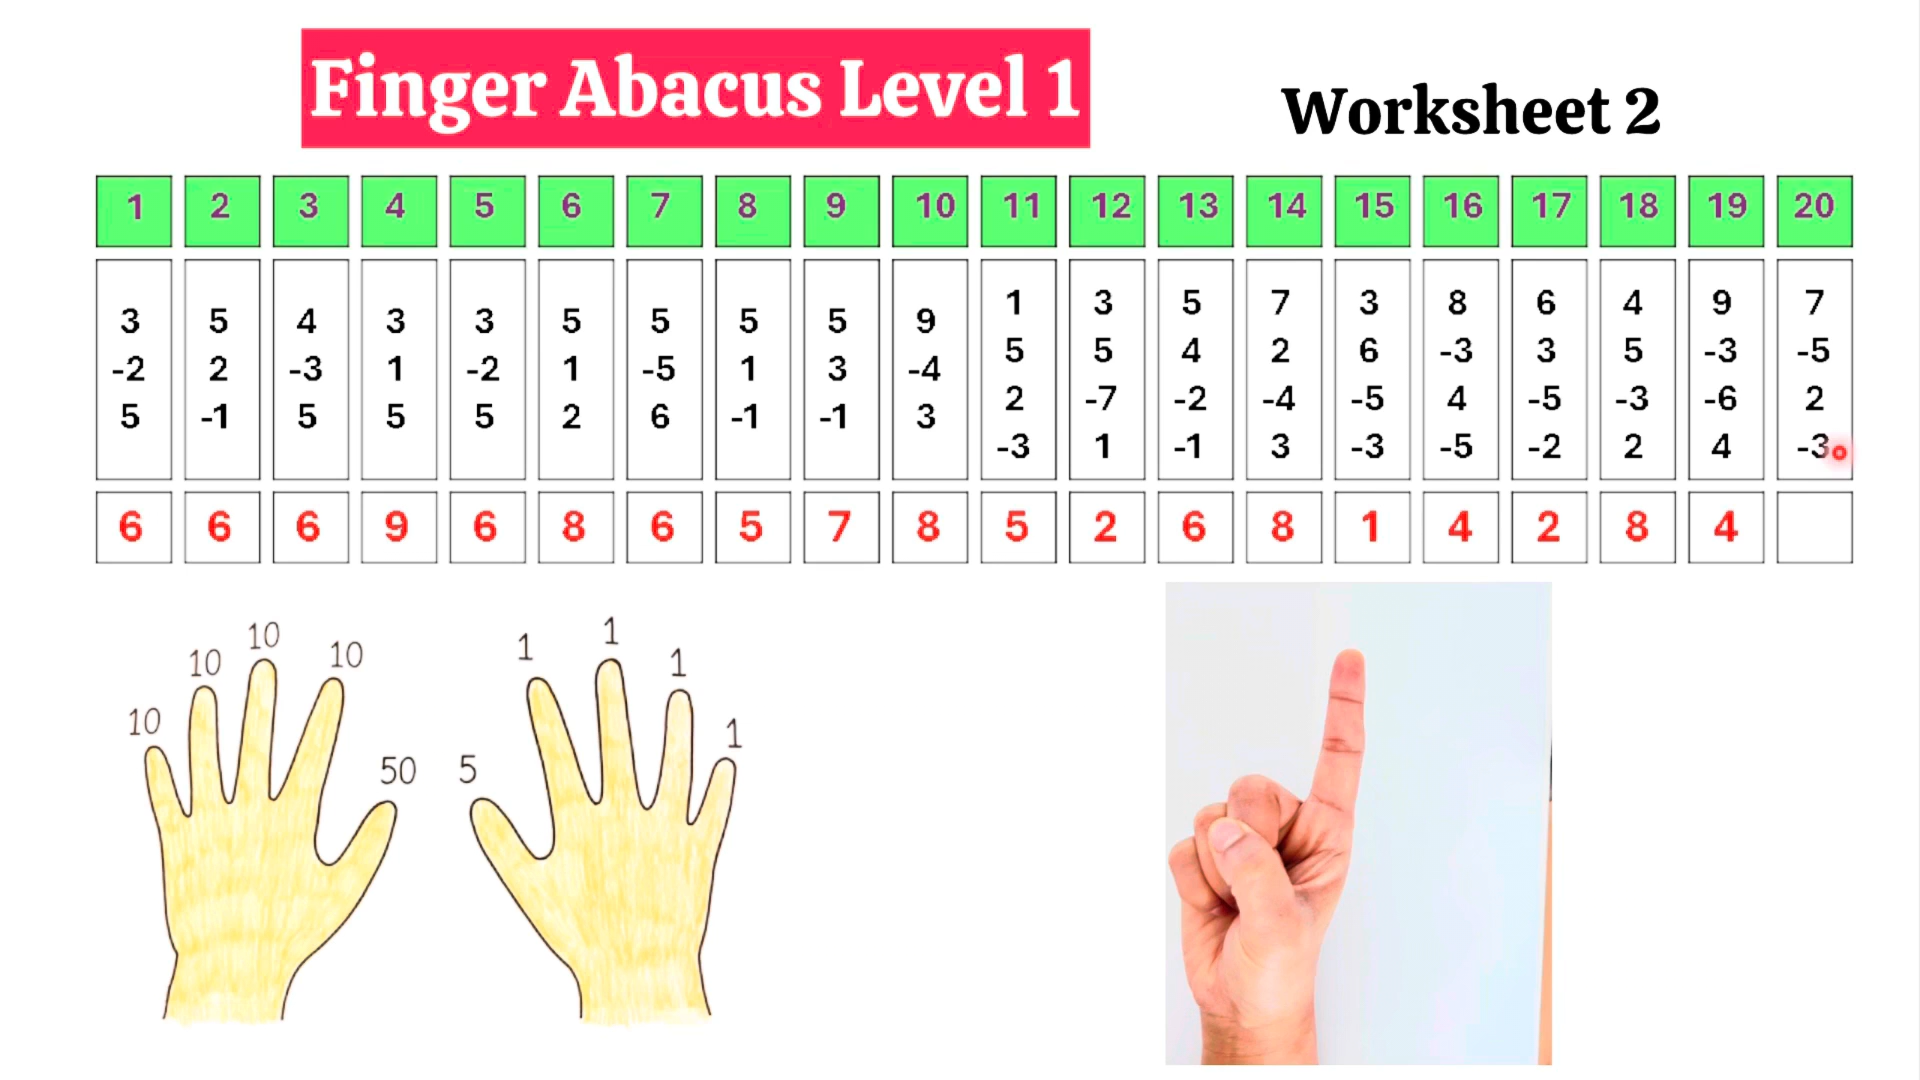 Finger Abacus Level 1
Worksheet 2
1 2 3 4 5 6 7 8 9 10 11 12 13 14 15 16 17 18 19 20
3 -2 5
5 2 -1
4 -3 5
3 1 5
3 -2 5
5 1 2
5 -5 6
5 1 -1
5 3 -1
9 -4 3
1 5 2 -3
3 5 -7 1
5 4 -2 -1
7 2 -4 3
3 6 -5 -3
8 -3 4 -5
6 3 -5 -2
4 5 -3 2
9 -3 -6 4
7 -5 2 -3
6 6 6 9 6 8 6 5 7 8 5 2 6 8 1 4 2 8 4
10 10 10 10 50
5 1 1 1 1